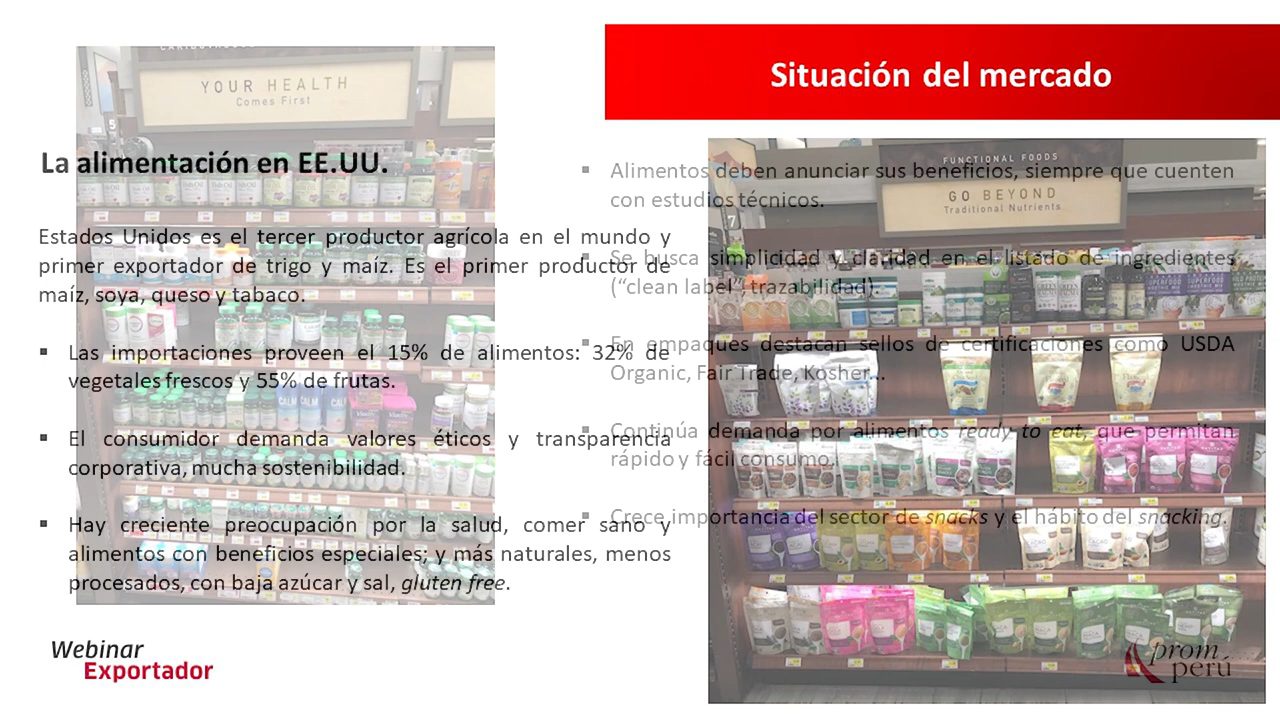 Situación del mercado
YOUR HEALTH
Comes First
La alimentación en EE.UU.
Estados Unidos es el tercer productor agrícola en el mundo y
primer exportador de trigo y maíz. Es el primer productor de
maíz, soya, queso y tabaco.
▪ Las importaciones proveen el 15% de alimentos: 32% de
vegetales frescos y 55% de frutas.
▪ El consumidor demanda valores éticos y transparencia
corporativa, mucha sostenibilidad.
▪ Hay creciente preocupación por la salud, comer sano y
alimentos con beneficios especiales; y más naturales, menos
procesados, con baja azúcar y sal, gluten free.
FUNCTIONAL FOODS
GO BEYOND
Traditional Nutrients
▪ Alimentos deben anunciar sus beneficios, siempre que cuenten
con estudios técnicos.
▪ Se busca simplicidad y claridad en el listado de ingredientes
(“clean label”, trazabilidad).
▪ En empaques destacan sellos de certificaciones como USDA
Organic, Fair Trade, Kosher...
▪ Continúa demanda por alimentos ready to eat, que permitan
rápido y fácil consumo.
▪ Crece importancia del sector de snacks y el hábito del snacking.
Webinar
Exportador
prom
perú